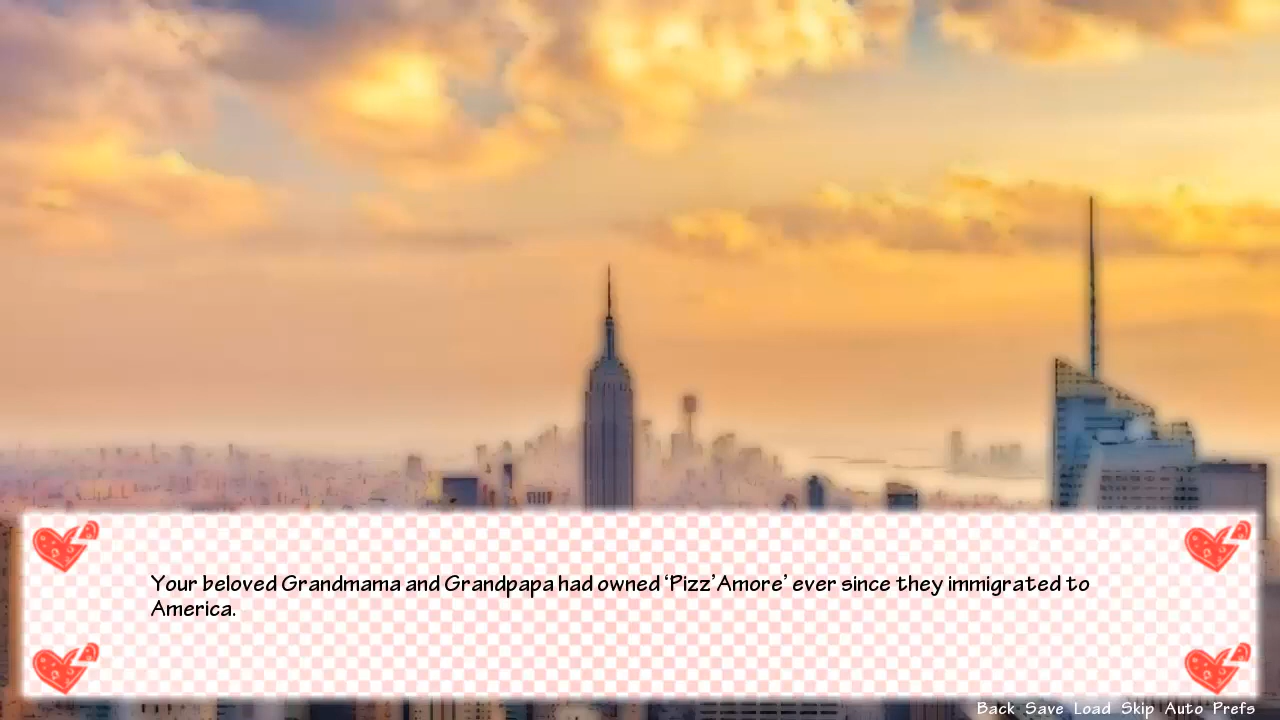 Your beloved Grandmama and Grandpapa had owned ‘Pizz’Amore’ ever since they immigrated to
America.
Back Save Load Skip Auto Prefs